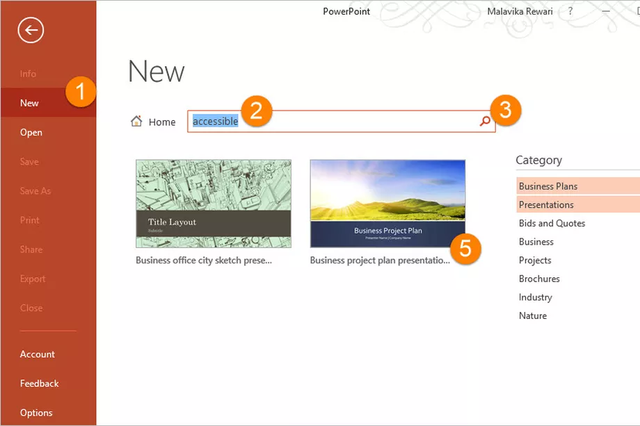 PowerPoint
Malavika Rewari
?
Info
1
New
Open
Save
Save As
Print
Share
Export
Close
Account
Feedback
Options
New
Home
accessible
2
3
Title Layout
Subtitle
Business office city sketch prese...
Business Project Plan
Presenter Name | Company Name
5
Business project plan presentatio...
Category
Business Plans
Presentations
Bids and Quotes
Business
Projects
Brochures
Industry
Nature